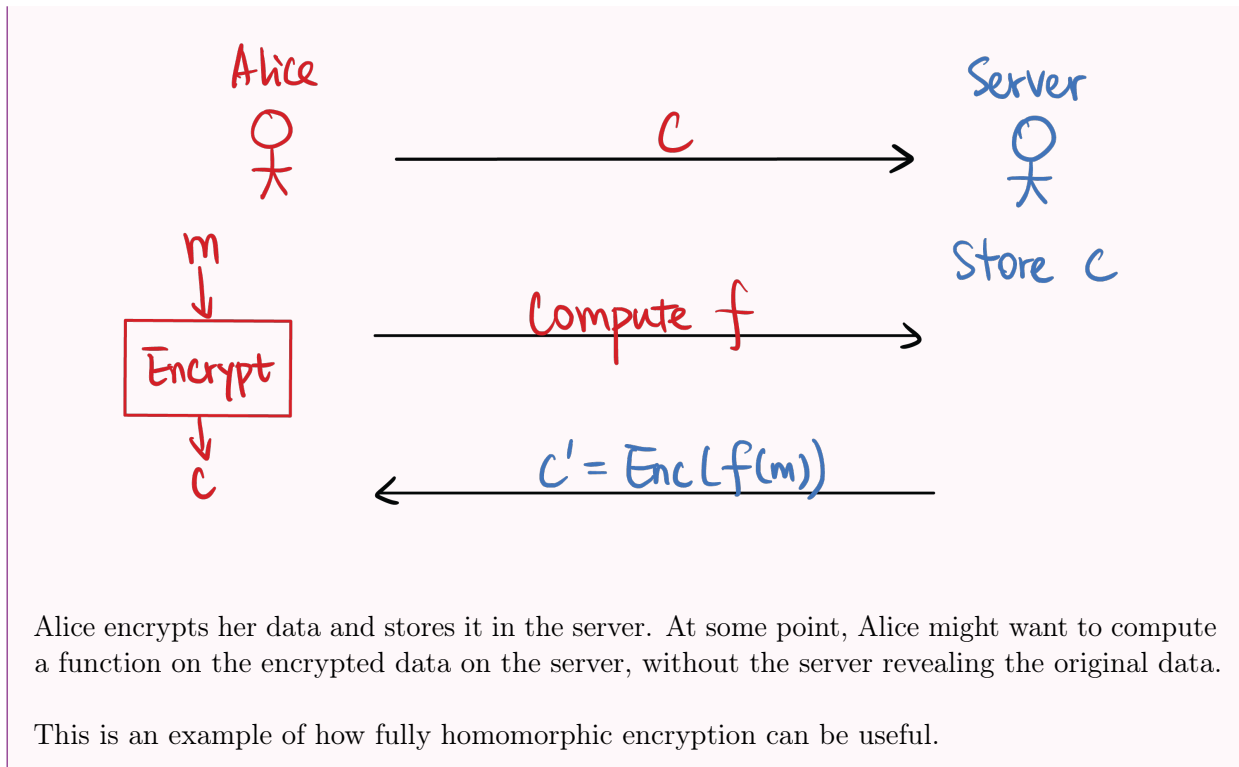 Alice
Server
C
m
Store C
Compute f
Encrypt
C' = Enc(f(m))
C
Alice encrypts her data and stores it in the server. At some point, Alice might want to compute
a function on the encrypted data on the server, without the server revealing the original data.
This is an example of how fully homomorphic encryption can be useful.